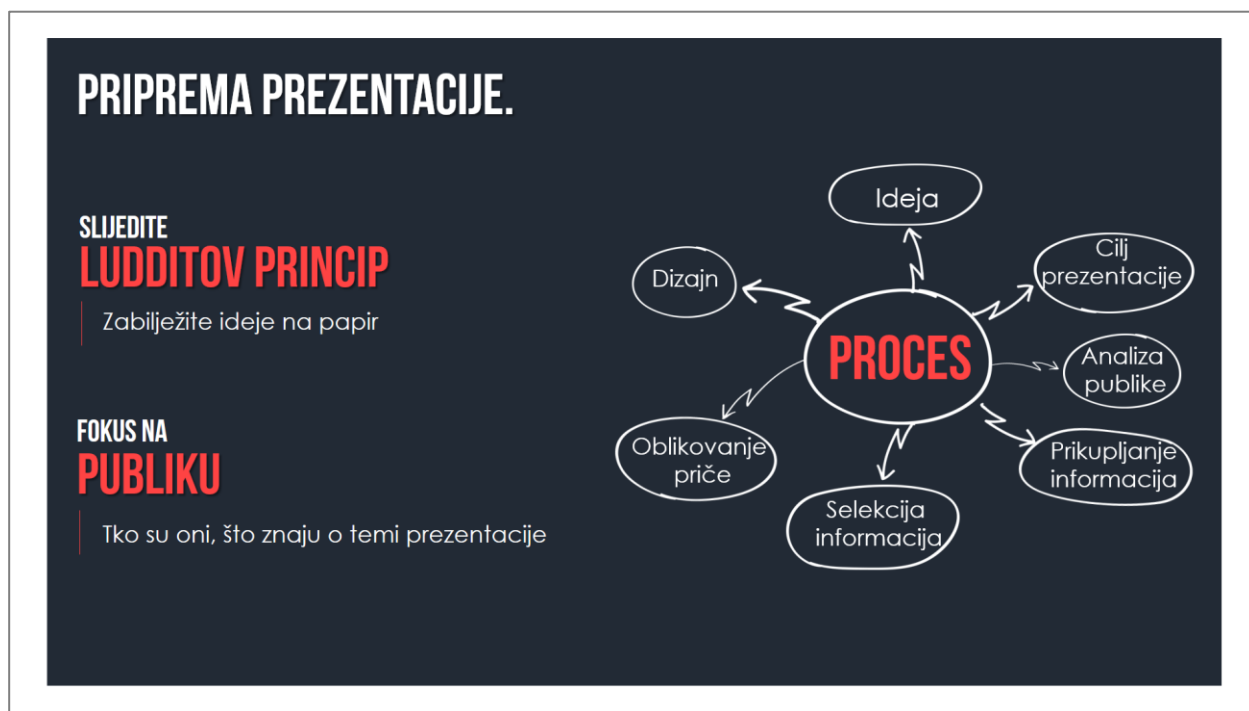 PRIPREMA PREZENTACIJE.
SLIJEDITE
LUDDITOV PRINCIP
Zabilježite ideje na papir
FOKUS NA
PUBLIKU
Tko su oni, što znaju o temi prezentacije
PROCES
Ideja
Cilj
prezentacije
Analiza
publike
Prikupljanje
informacija
Selekcija
informacija
Oblikovanje
priče
Dizajn